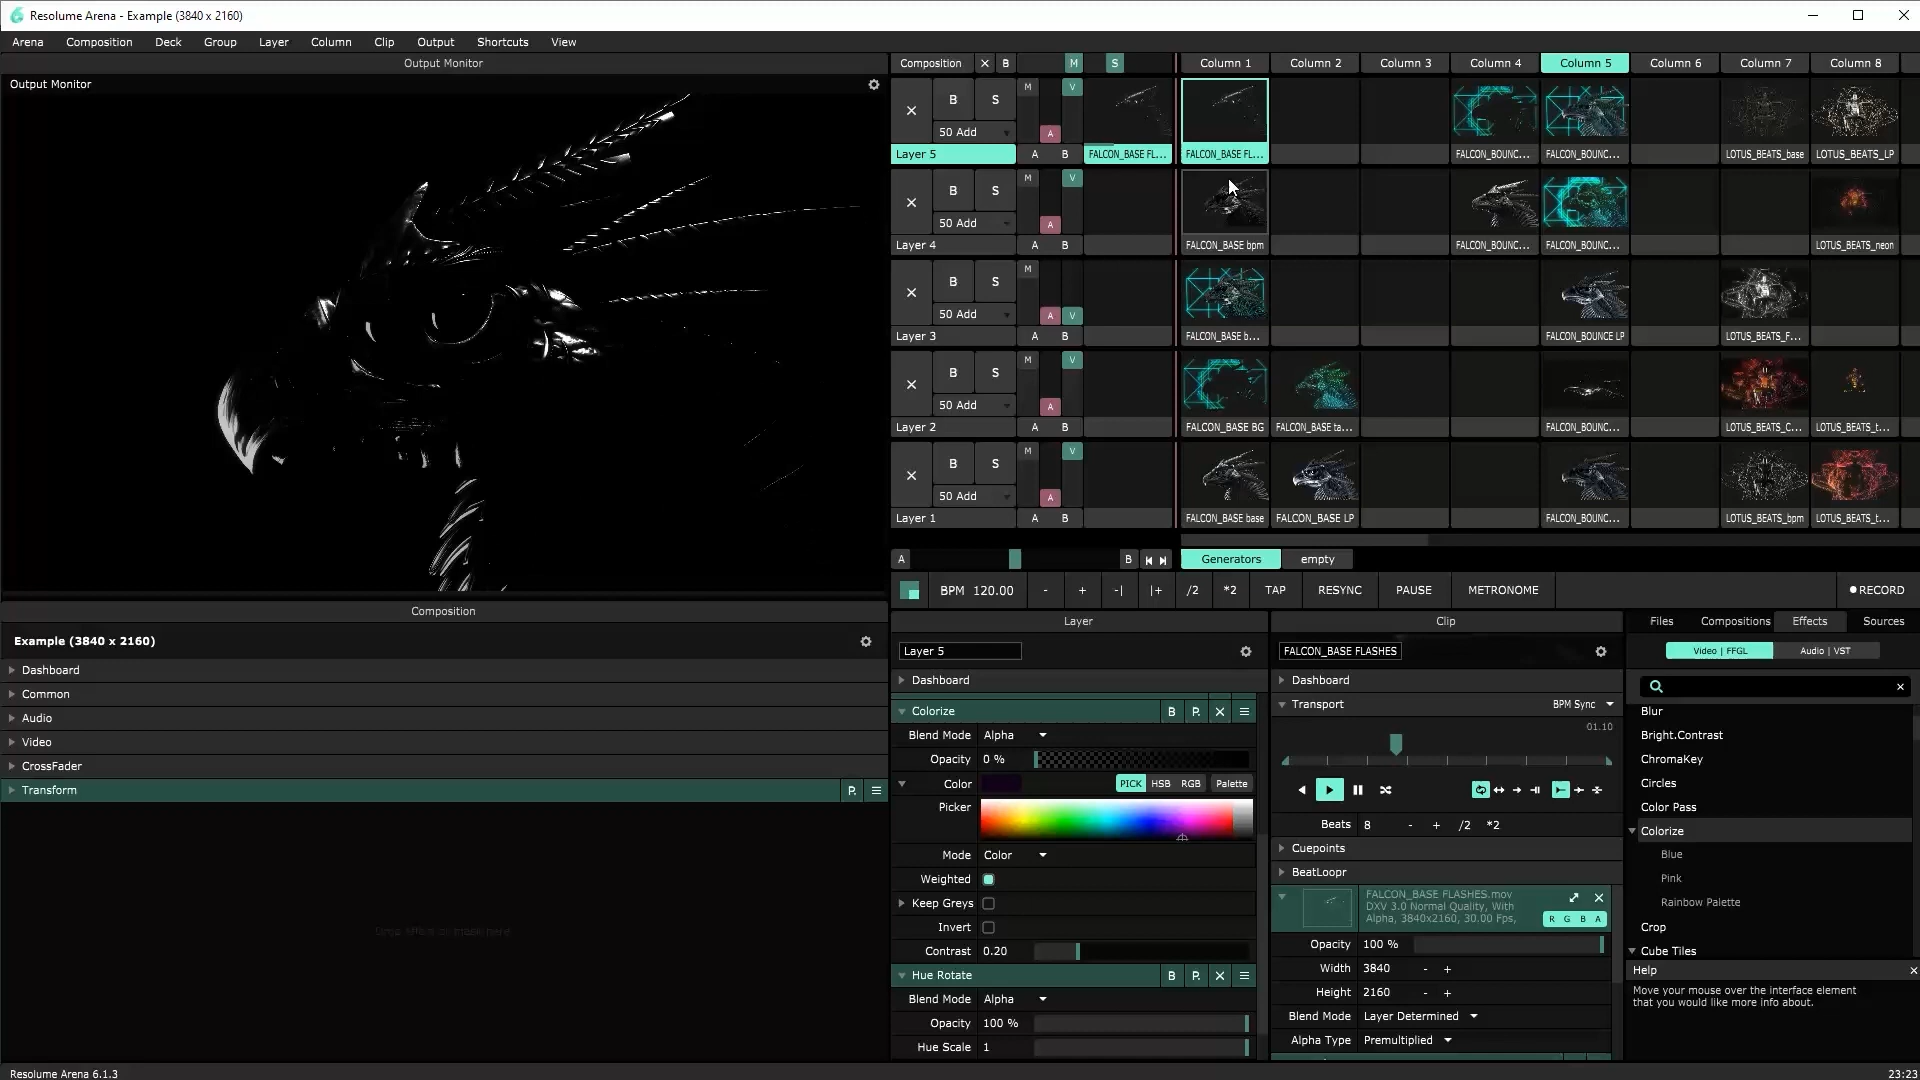 Resolume Arena - Example (3840 x 2160)
Arena Composition Deck Group Layer Column Clip Output Shortcuts View
Output Monitor
Output Monitor
Composition X B M S Column 1 Column 2 Column 3 Column 4 Column 5 Column 6 Column 7 Column 8
B S M V
50 Add A
Layer 5 A B FALCON_BASE FL... FALCON_BASE FL... FALCON_BOUNC... FALCON_BOUNC... LOTUS_BEATS_base LOTUS_BEATS_LP
B S M V
50 Add A
Layer 4 A B FALCON_BASE bpm FALCON_BOUNC... FALCON_BOUNC... LOTUS_BEATS_neon
B S M
50 Add A V
Layer 3 A B FALCON_BASE b... FALCON_BOUNCE LP LOTUS_BEATS_F...
B S M V
50 Add A
Layer 2 A B FALCON_BASE BG FALCON_BASE ta... FALCON_BOUNC... LOTUS_BEATS_C... LOTUS_BEATS_t...
B S M V
50 Add A
Layer 1 A B FALCON_BASE base FALCON_BASE LP FALCON_BOUNC... LOTUS_BEATS_bpm LOTUS_BEATS_t...
A B Generators empty
BPM 120.00 - + -| |+ /2 *2 TAP RESYNC PAUSE METRONOME RECORD
Composition
Example (3840 x 2160)
Dashboard
Common
Audio
Video
CrossFader
Transform P.
Drop effect or mask here
Layer
Layer 5
Dashboard
Colorize B P. X
Blend Mode Alpha
Opacity 0 %
Color PICK HSB RGB Palette
Picker
Mode Color
Weighted
Keep Greys
Invert
Contrast 0.20
Hue Rotate B P. X
Blend Mode Alpha
Opacity 100 %
Hue Scale 1
Clip
FALCON_BASE FLASHES
Dashboard
Transport BPM Sync
01.10
Beats 8 - + /2 *2
Cuepoints
BeatLoopr
FALCON_BASE FLASHES.mov
DXV 3.0 Normal Quality, With
Alpha, 3840x2160, 30.00 Fps,
R G B A
Opacity 100 %
Width 3840 - +
Height 2160 - +
Blend Mode Layer Determined
Alpha Type Premultiplied
Files Compositions Effects Sources
Video | FFGL Audio | VST
Blur
Bright.Contrast
ChromaKey
Circles
Color Pass
Colorize
Blue
Pink
Rainbow Palette
Crop
Cube Tiles
Help
Move your mouse over the interface element
that you would like more info about.
Resolume Arena 6.1.3 23:23